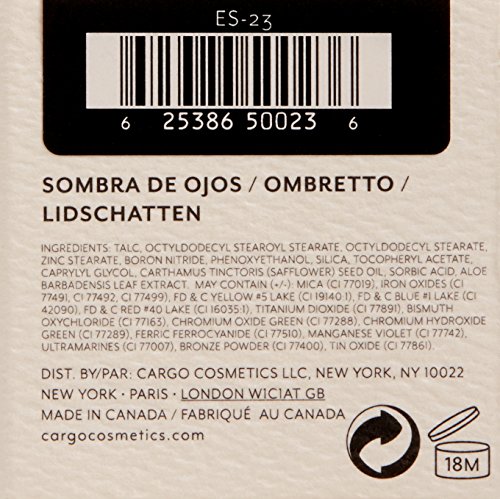 ES-23
6 25386 50023 6
SOMBRA DE OJOS / OMBRETTO /
LIDSCHATTEN
INGREDIENTS: TALC, OCTYLDODECYL STEAROYL STEARATE, OCTYLDODECYL STEARATE,
ZINC STEARATE, BORON NITRIDE, PHENOXYETHANOL, SILICA, TOCOPHERYL ACETATE,
CAPRYLYL GLYCOL, CARTHAMUS TINCTORIS (SAFFLOWER) SEED OIL, SORBIC ACID, ALOE
BARBADENSIS LEAF EXTRACT. MAY CONTAIN (+/-): MICA (CI 77019), IRON OXIDES (CI
77491, CI 77492, CI 77499), FD & C YELLOW #5 LAKE (CI 19140:1), FD & C BLUE #1 LAKE (CI
42090), FD & C RED #40 LAKE (CI 16035:1), TITANIUM DIOXIDE (CI 77891), BISMUTH
OXYCHLORIDE (CI 77163), CHROMIUM OXIDE GREEN (CI 77288), CHROMIUM HYDROXIDE
GREEN (CI 77289), FERRIC FERROCYANIDE (CI 77510), MANGANESE VIOLET (CI 77742),
ULTRAMARINES (CI 77007), BRONZE POWDER (CI 77400), TIN OXIDE (CI 77861).
DIST. BY/PAR: CARGO COSMETICS LLC, NEW YORK, NY 10022
NEW YORK · PARIS · LONDON WICIAT GB
MADE IN CANADA / FABRIQUÉ AU CANADA
cargocosmetics.com
18M